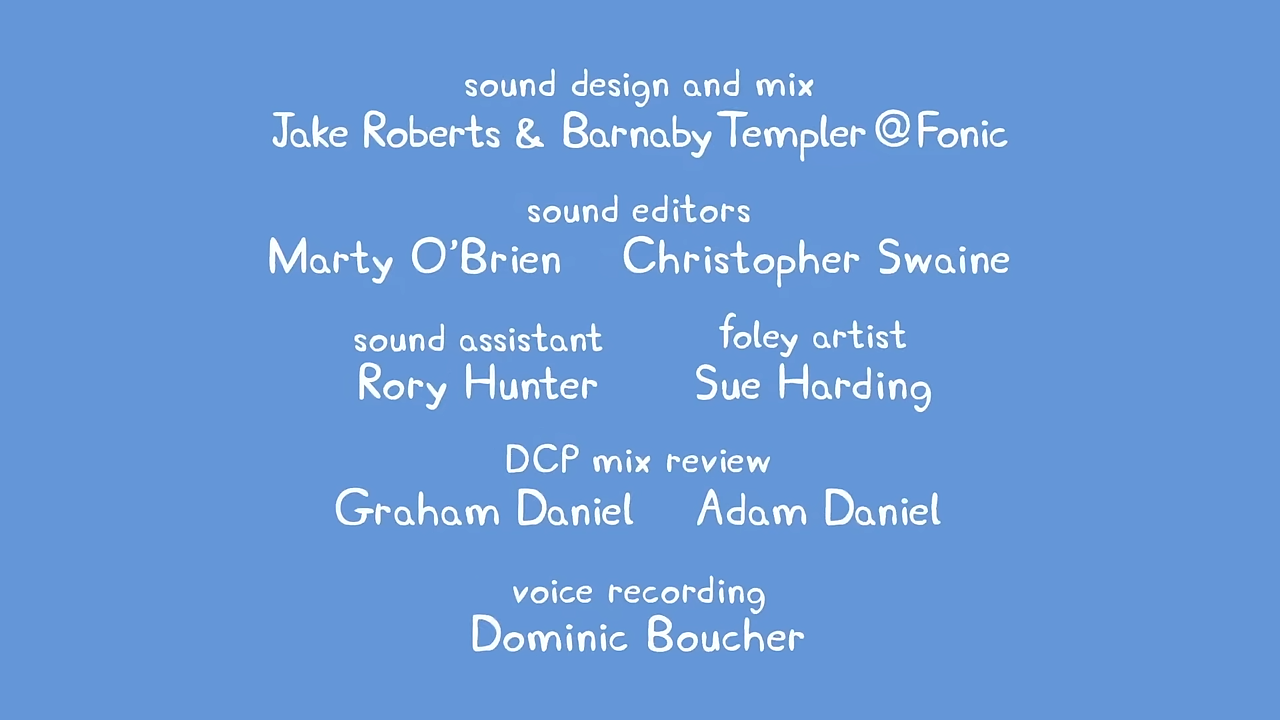 sound design and mix
Jake Roberts & Barnaby Templer @ Fonic
sound editors
Marty O'Brien Christopher Swaine
sound assistant foley artist
Rory Hunter Sue Harding
DCP mix review
Graham Daniel Adam Daniel
voice recording
Dominic Boucher